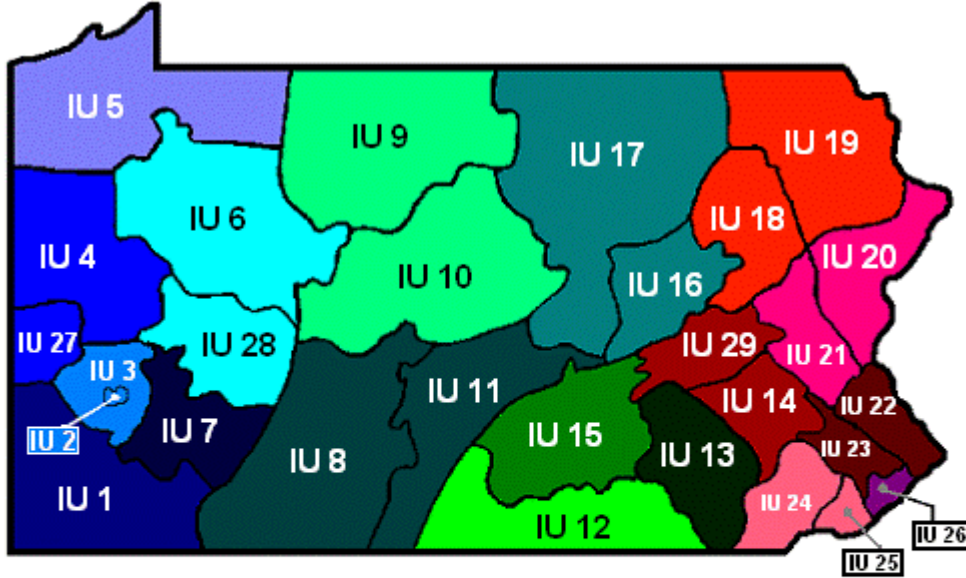 IU 5
IU 9
IU 17
IU 19
IU 6
IU 18
IU 4
IU 20
IU 10
IU 16
IU 27
IU 28
IU 29
IU 21
IU 3
IU 11
IU 14
IU 22
IU 2
IU 7
IU 15
IU 13
IU 23
IU 8
IU 1
IU 24
IU 12
IU 26
IU 25